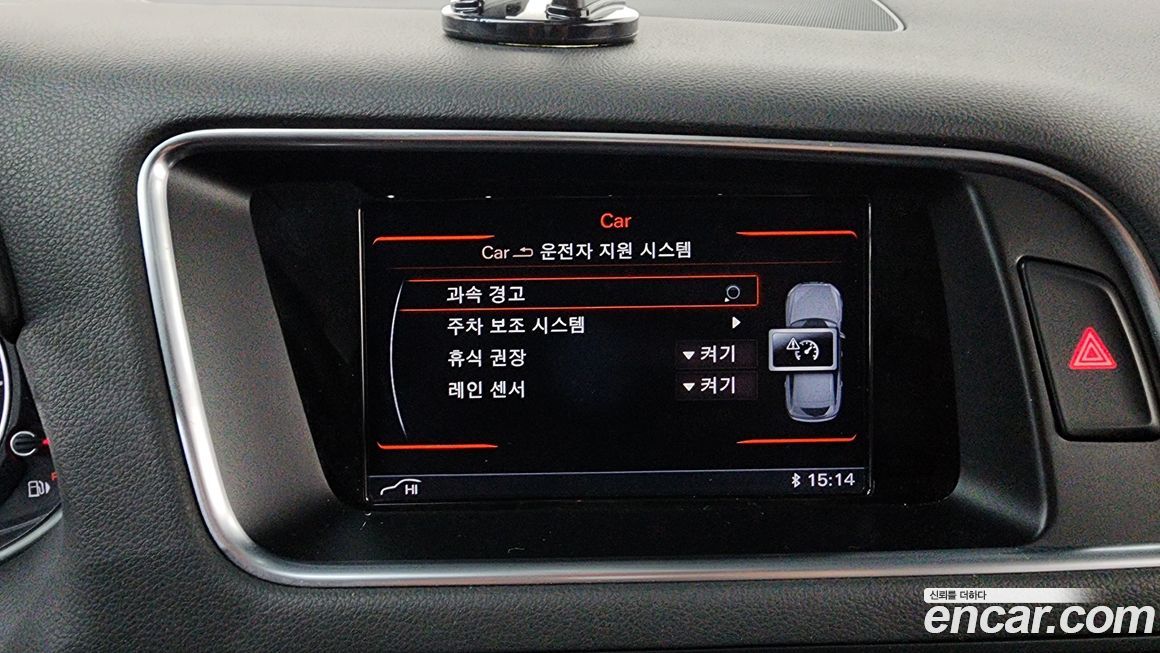 Car
Car 운전자 지원 시스템
과속 경고
주차 보조 시스템
휴식 권장 켜기
레인 센서 켜기
HI 15:14
신뢰를 더하다
encar.com